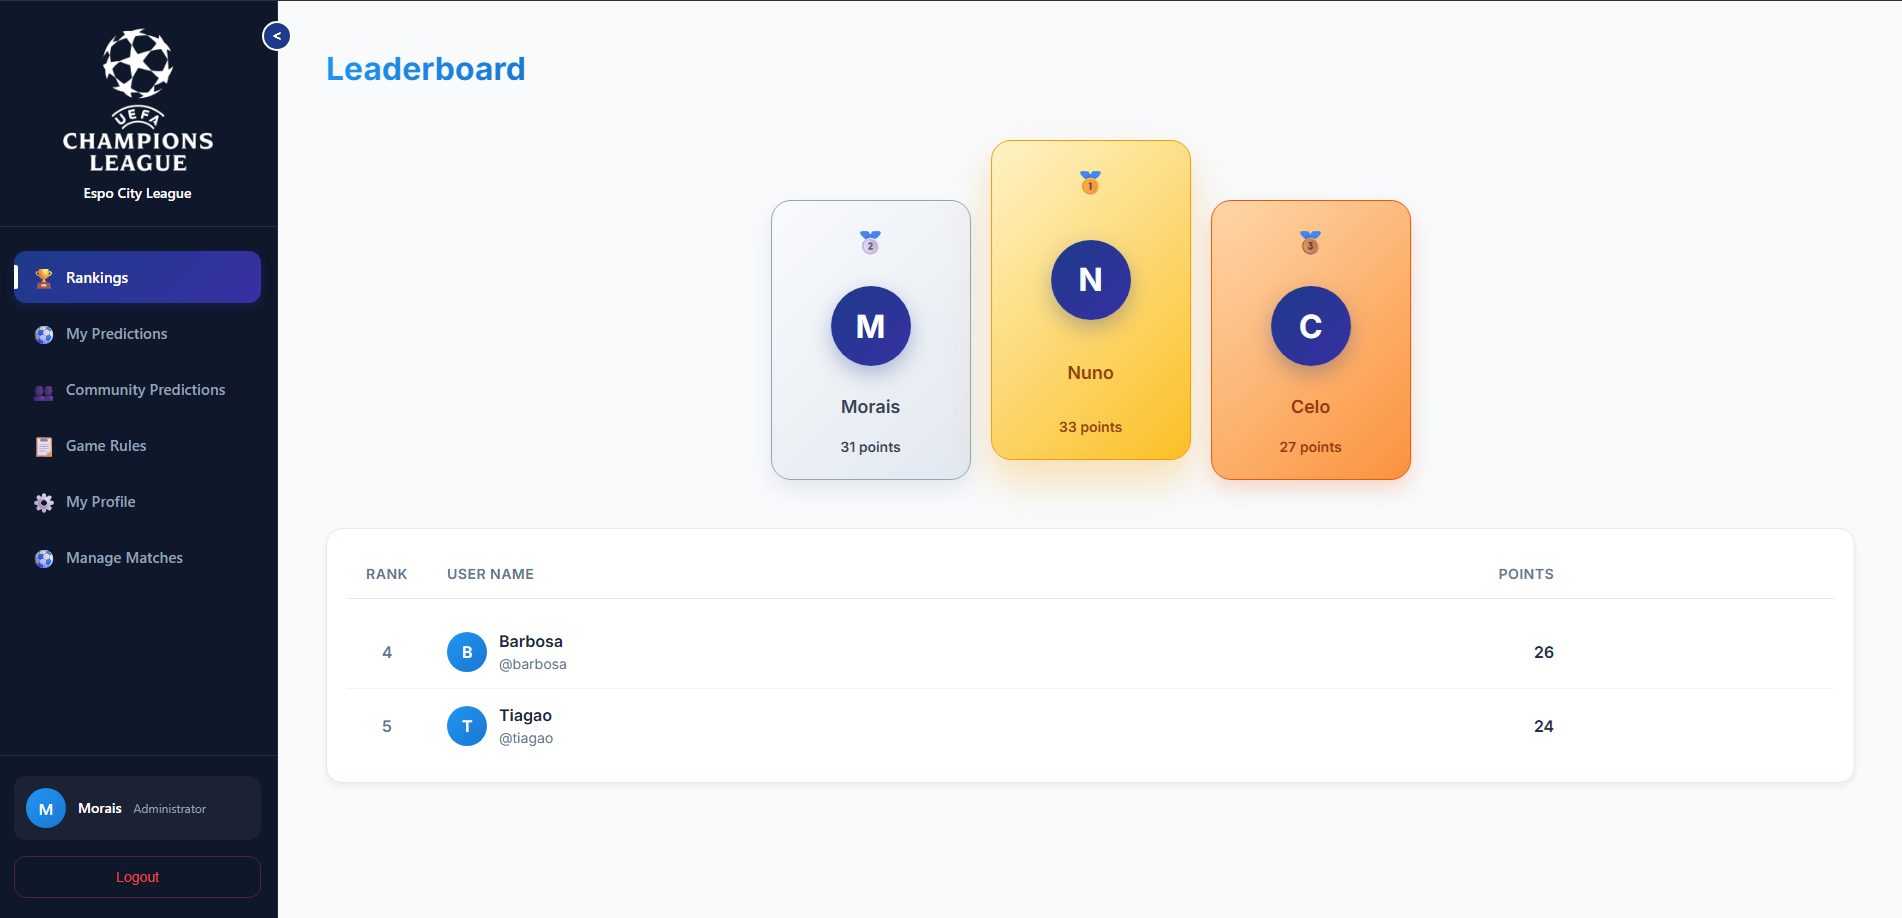 UEFA
CHAMPIONS
LEAGUE
Espo City League
<
Rankings
My Predictions
Community Predictions
Game Rules
My Profile
Manage Matches
M
Morais Administrator
Logout
Leaderboard
2
M
Morais
31 points
1
N
Nuno
33 points
3
C
Celo
27 points
RANK USER NAME POINTS
4 B Barbosa 26
@barbosa
5 T Tiagao 24
@tiagao